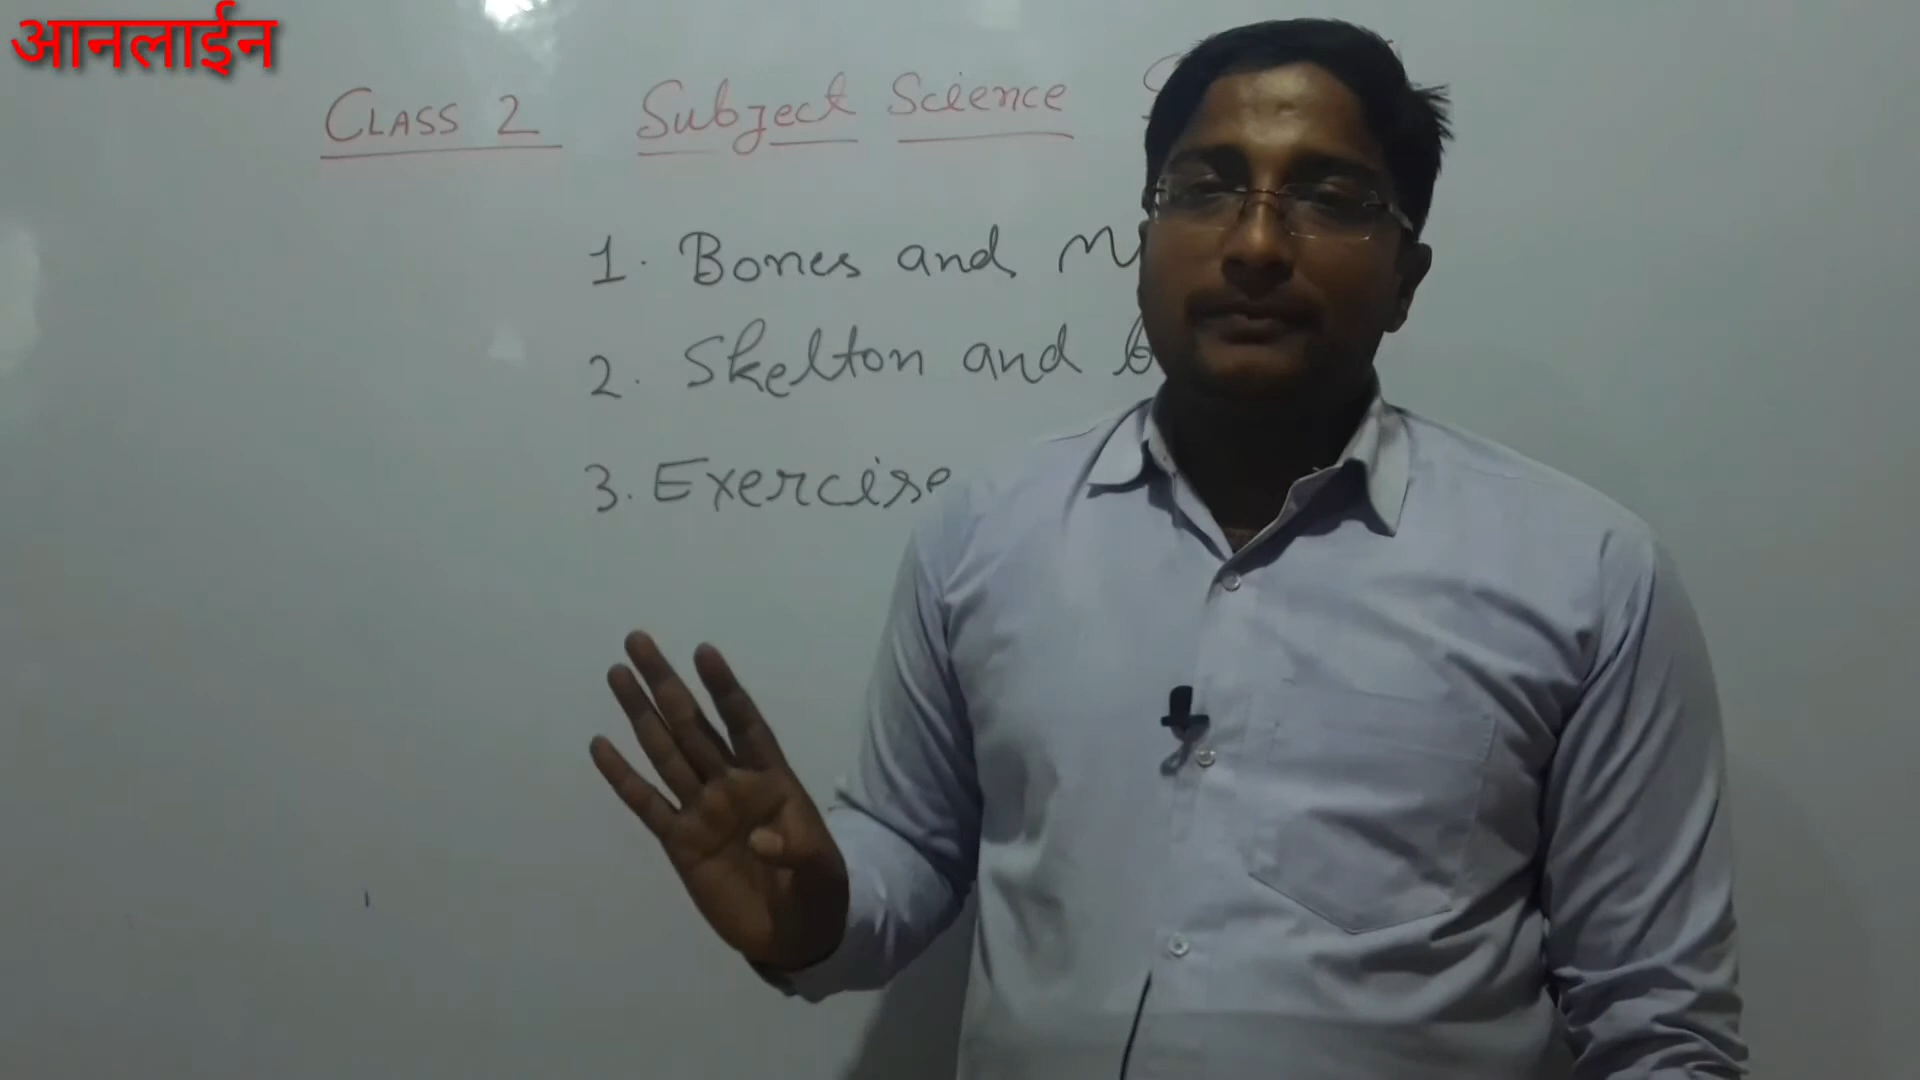 आनलाईन
CLASS 2 Subject Science
1. Bones and
2. Skelton and
3. Exercise